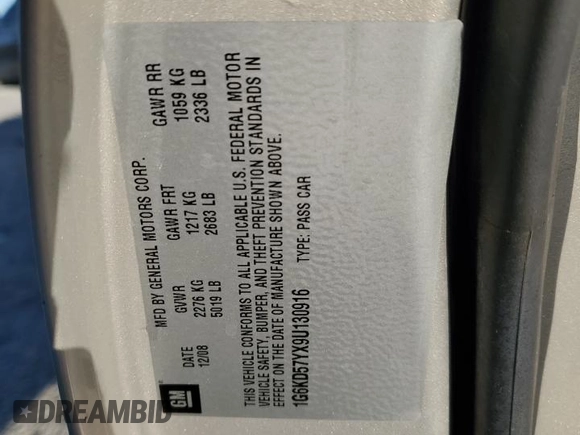 MFD BY GENERAL MOTORS CORP.
DATE GVWR GAWR FRT GAWR RR
12/08 2276 KG 1217 KG 1059 KG
5019 LB 2683 LB 2336 LB
THIS VEHICLE CONFORMS TO ALL APPLICABLE U.S. FEDERAL MOTOR
VEHICLE SAFETY, BUMPER, AND THEFT PREVENTION STANDARDS IN
EFFECT ON THE DATE OF MANUFACTURE SHOWN ABOVE.
1G6KD57YX9U130916 TYPE: PASS CAR
GM
DREAMBID